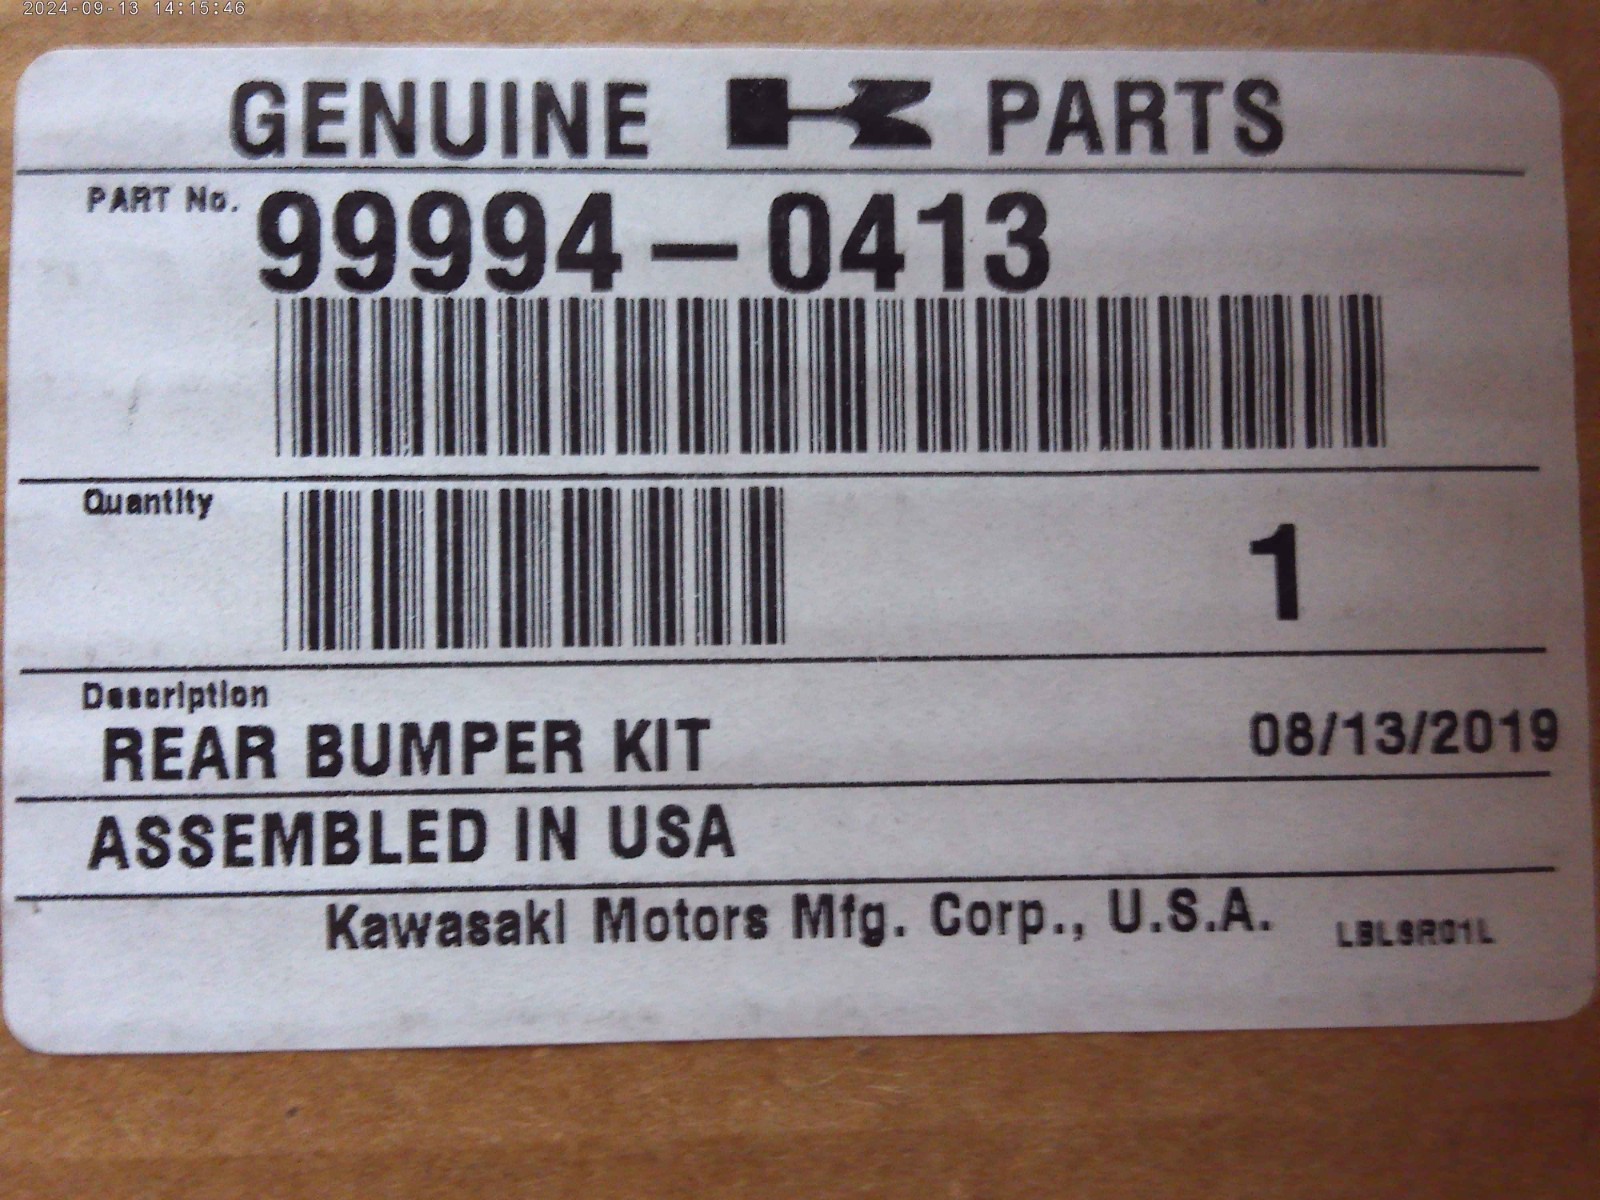 2024-09-13 14:15:46
GENUINE K PARTS
PART No. 99994-0413
Quantity
1
Description
REAR BUMPER KIT 08/13/2019
ASSEMBLED IN USA
Kawasaki Motors Mfg. Corp., U.S.A. LBLSR01L